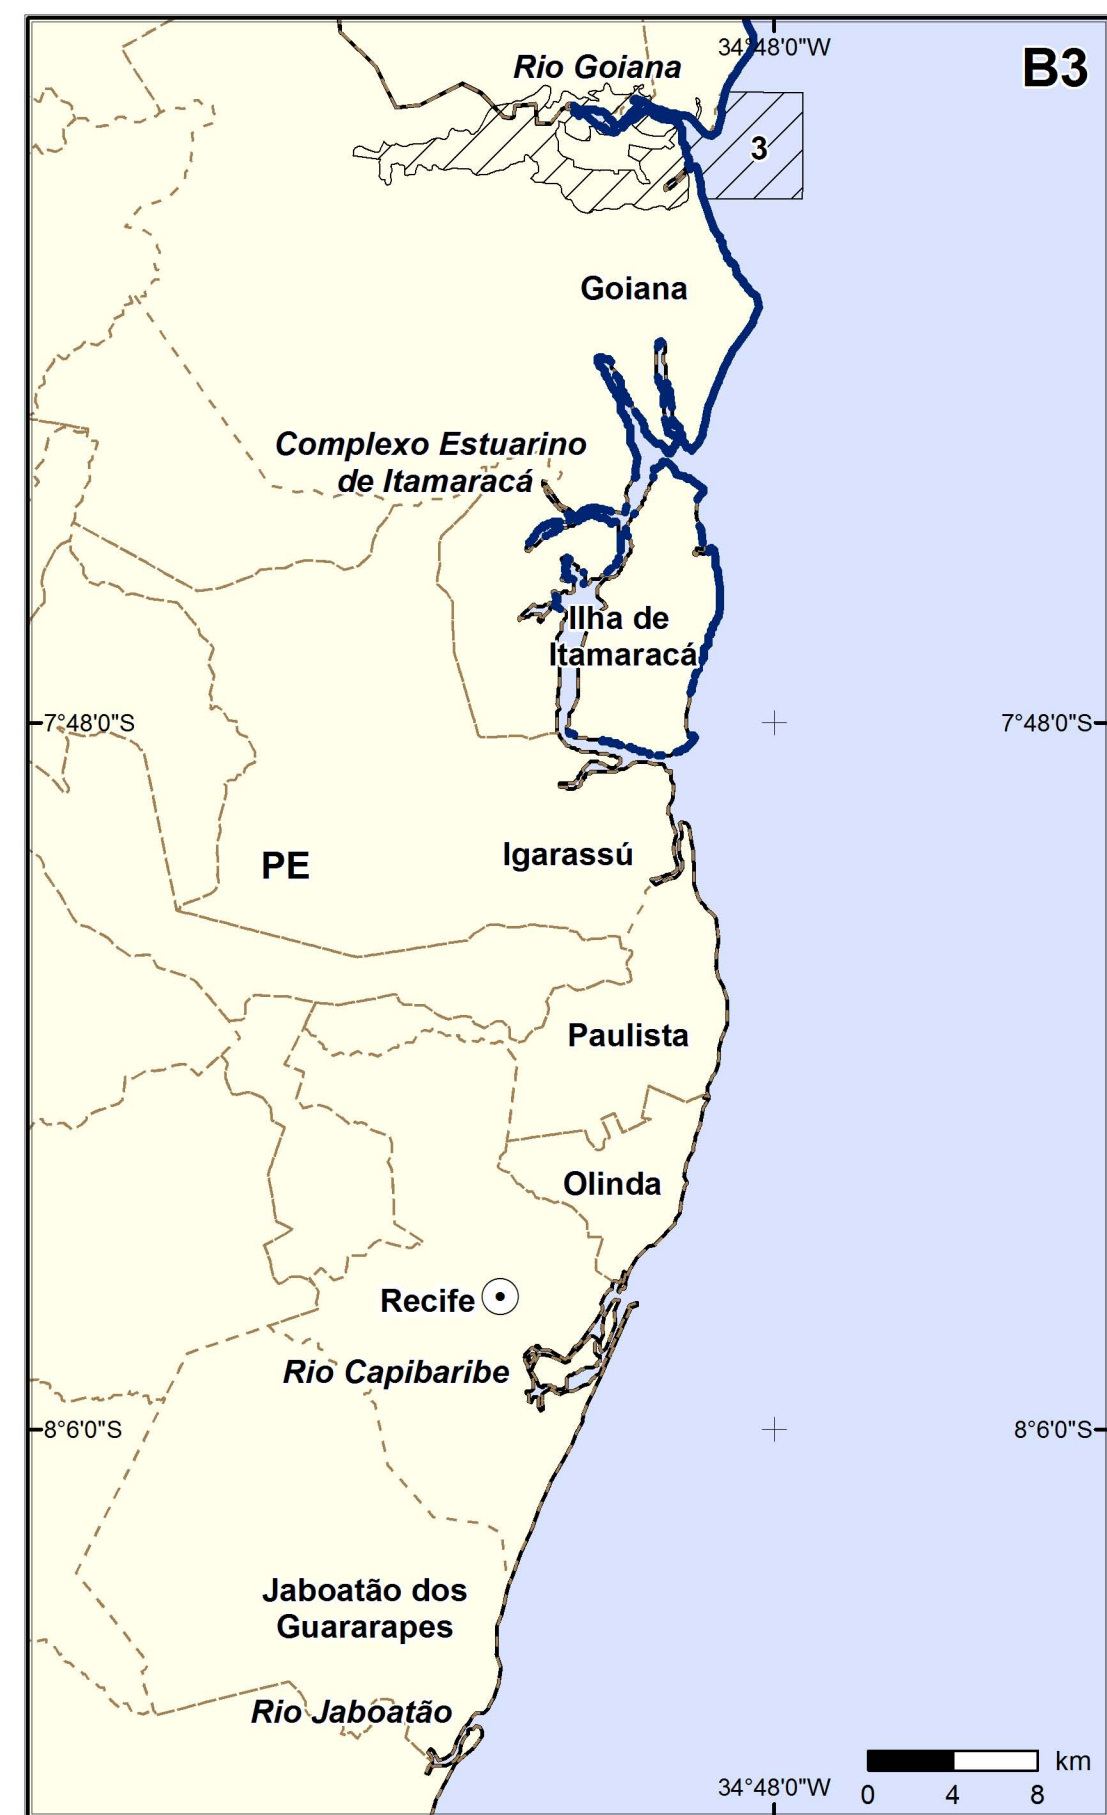 34°48'0"W
B3
Rio Goiana
3
Goiana
Complexo Estuarino
de Itamaracá
Ilha de
Itamaracá
7°48'0"S
7°48'0"S
Igarassú
PE
Paulista
Olinda
Recife
Rio Capibaribe
8°6'0"S
8°6'0"S
Jaboatão dos
Guararapes
Rio Jaboatão
34°48'0"W
km
0 4 8